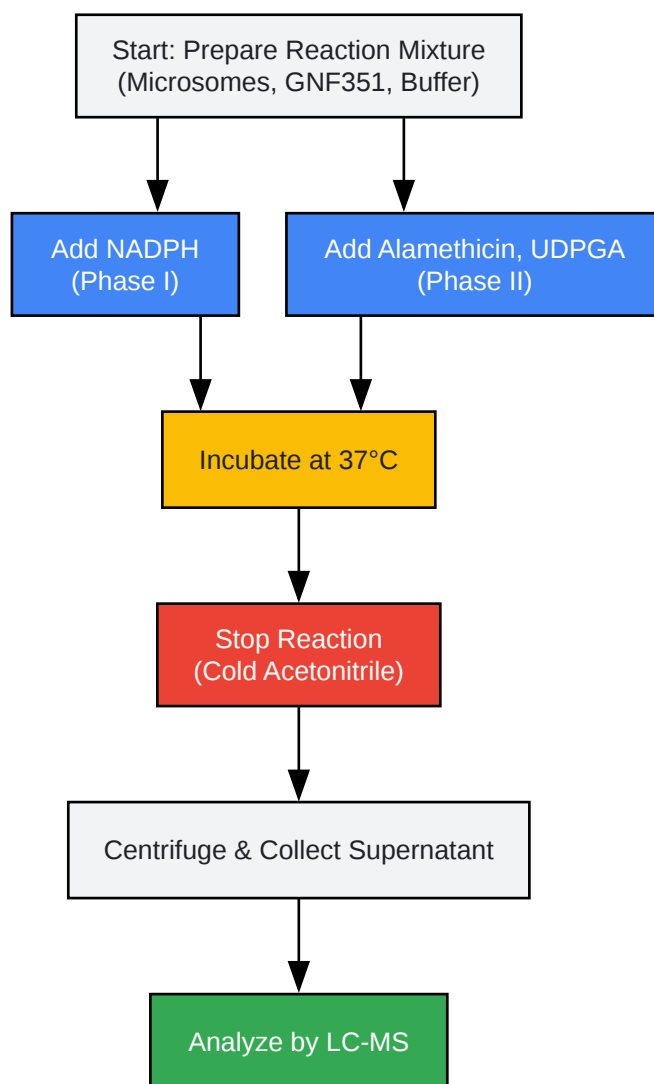 Start: Prepare Reaction Mixture
(Microsomes, GNF351, Buffer)
Add NADPH
(Phase I)
Add Alamethicin, UDPGA
(Phase II)
Incubate at 37°C
Stop Reaction
(Cold Acetonitrile)
Centrifuge & Collect Supernatant
Analyze by LC-MS